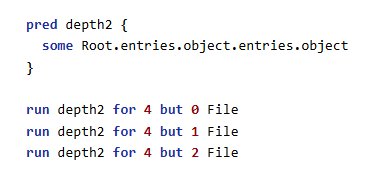 pred depth2 {
some Root.entries.object.entries.object
}
run depth2 for 4 but 0 File
run depth2 for 4 but 1 File
run depth2 for 4 but 2 File